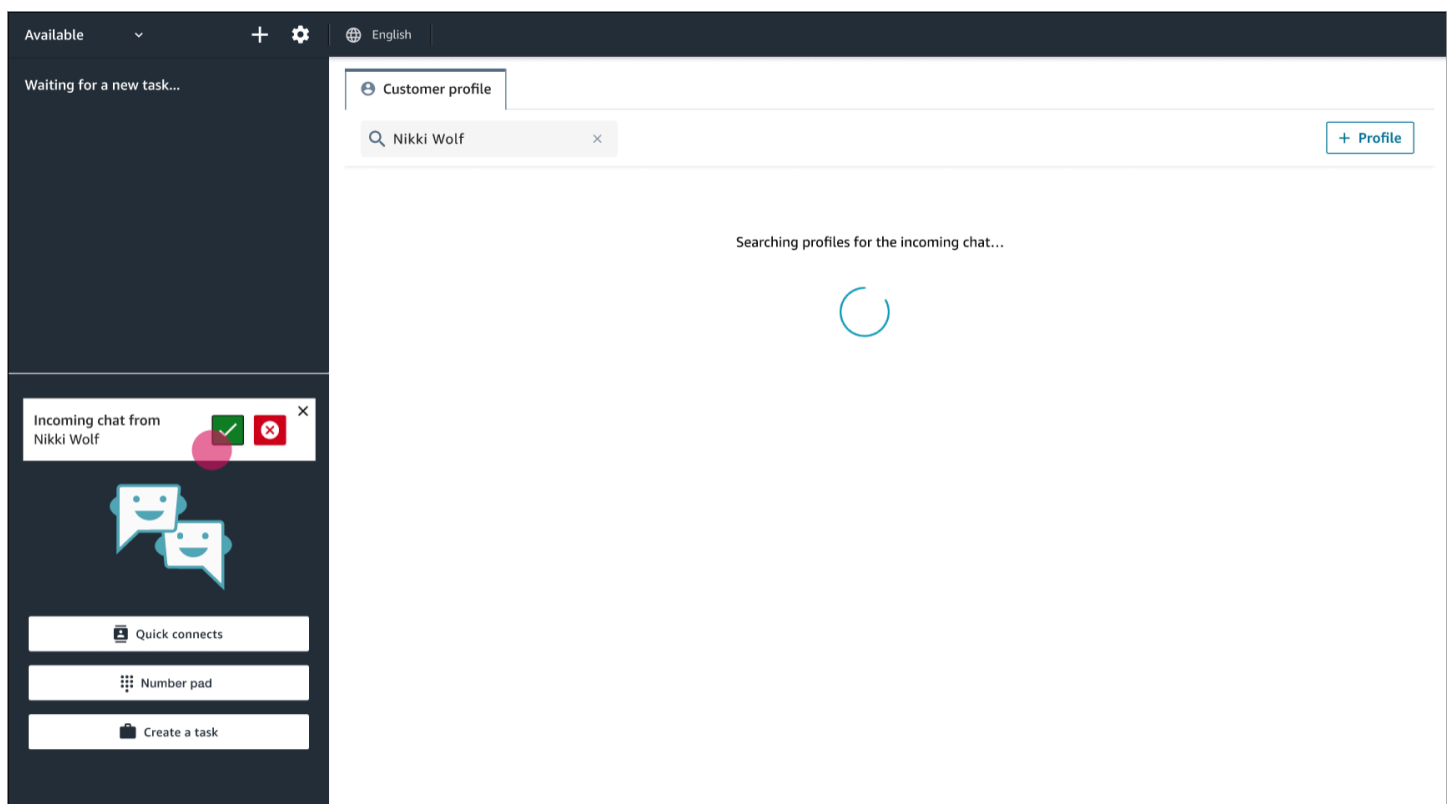 Available
English
Waiting for a new task...
Customer profile
Nikki Wolf
+ Profile
Searching profiles for the incoming chat...
Incoming chat from
Nikki Wolf
Quick connects
Number pad
Create a task